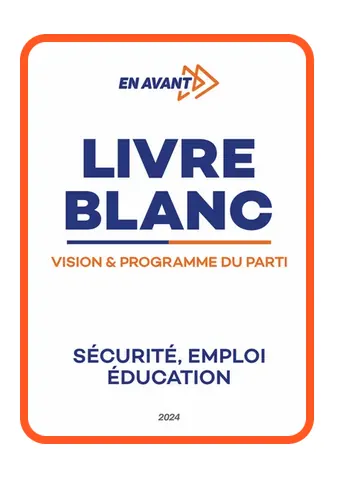 EN AVANT
LIVRE
BLANC
VISION & PROGRAMME DU PARTI
SÉCURITÉ, EMPLOI
ÉDUCATION
2024